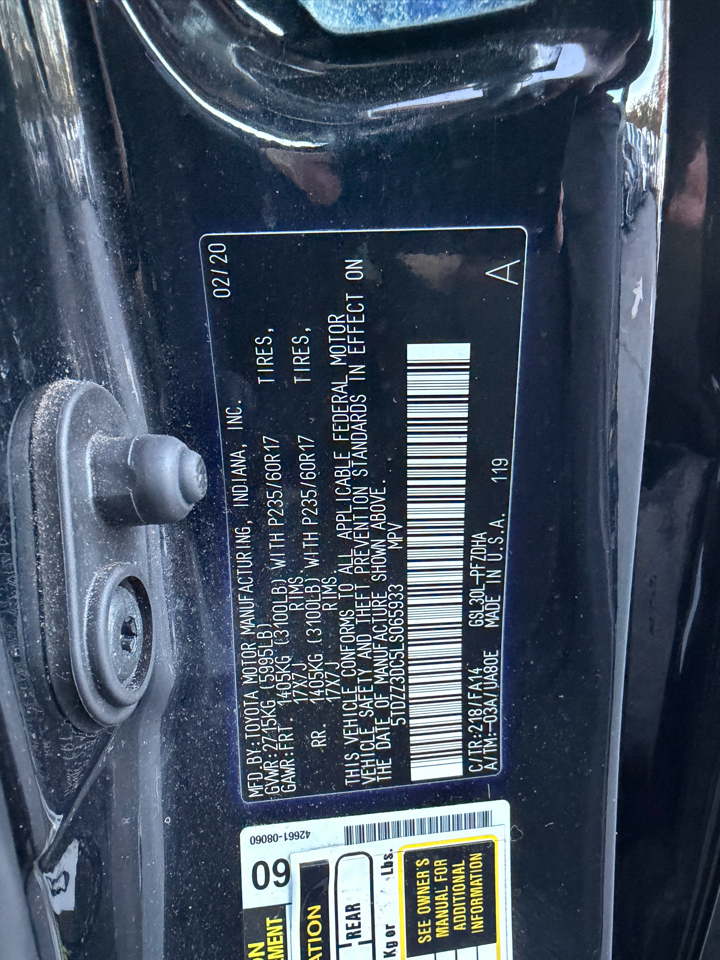 02/20
MFD.BY:TOYOTA MOTOR MANUFACTURING, INDIANA, INC.
GVWR:2715KG (5995LB)
GAWR:FRT. 1405KG (3100LB) WITH P235/60R17 TIRES,
17X7J RIMS
RR. 1405KG (3100LB) WITH P235/60R17 TIRES,
17X7J RIMS
THIS VEHICLE CONFORMS TO ALL APPLICABLE FEDERAL MOTOR
VEHICLE SAFETY AND THEFT PREVENTION STANDARDS IN EFFECT ON
THE DATE OF MANUFACTURE SHOWN ABOVE.
5TDZZ3DC5LS065933 MPV
C/TR:218/FA14 GSL30L-PFZDHA
A/TM:-03A/UA80E MADE IN U.S.A. 119
A
42661-08060
60
REAR
Kg or Lbs.
SEE OWNER'S
MANUAL FOR
ADDITIONAL
INFORMATION